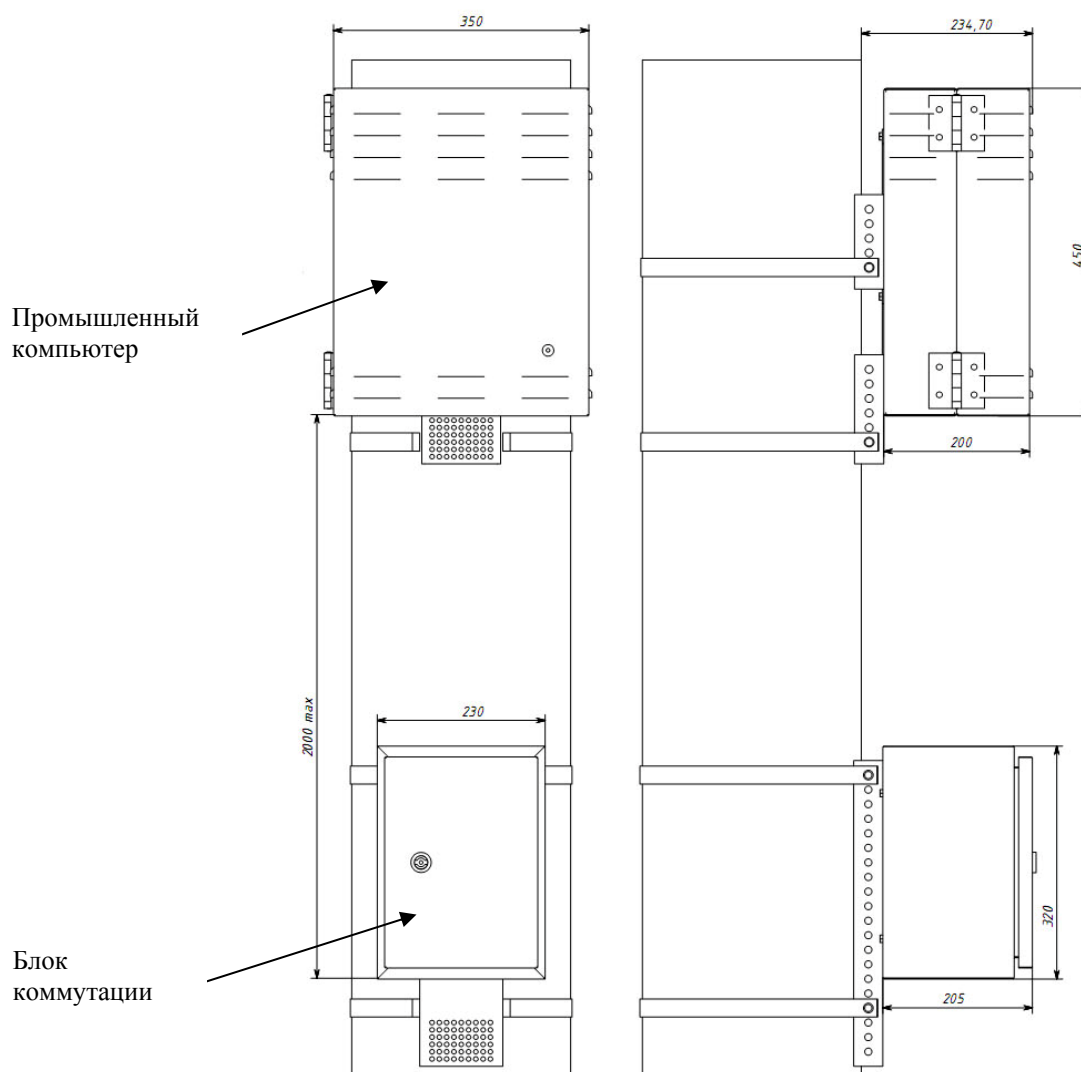 350
234,70
450
Промышленный
компьютер
200
2000 max
230
320
Блок
коммутации
205